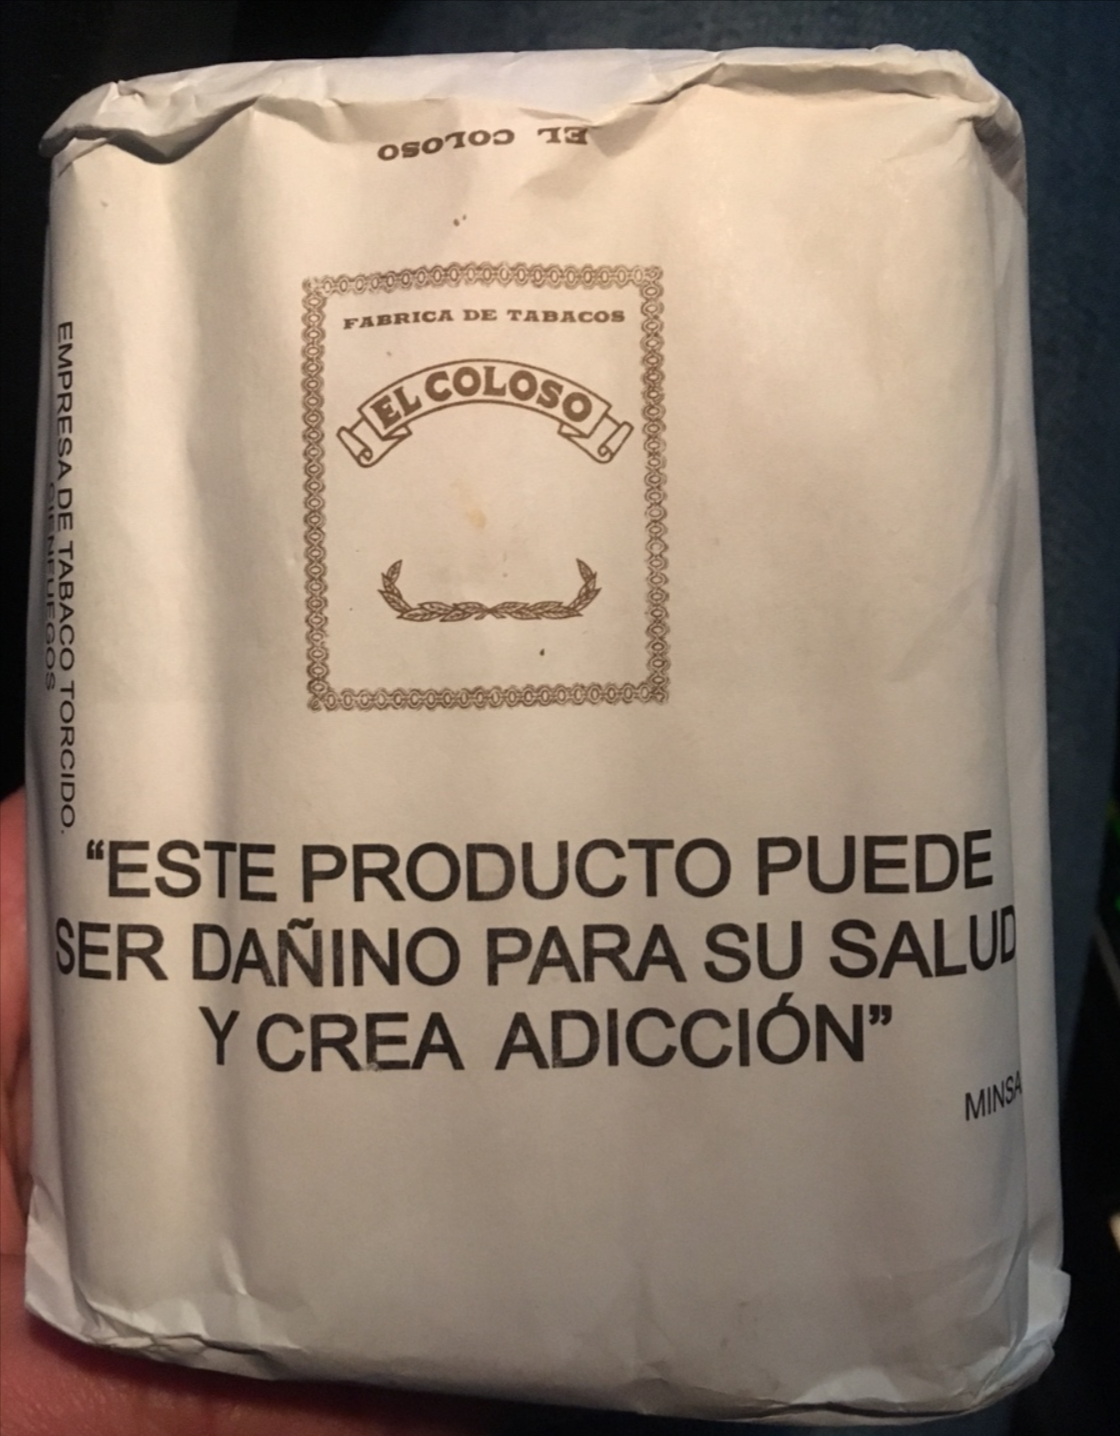 EL COLOSO
FABRICA DE TABACOS
EL COLOSO
EMPRESA DE TABACO TORCIDO.
CIENFUEGOS
“ESTE PRODUCTO PUEDE
SER DAÑINO PARA SU SALUD
Y CREA ADICCIÓN”
MINSA